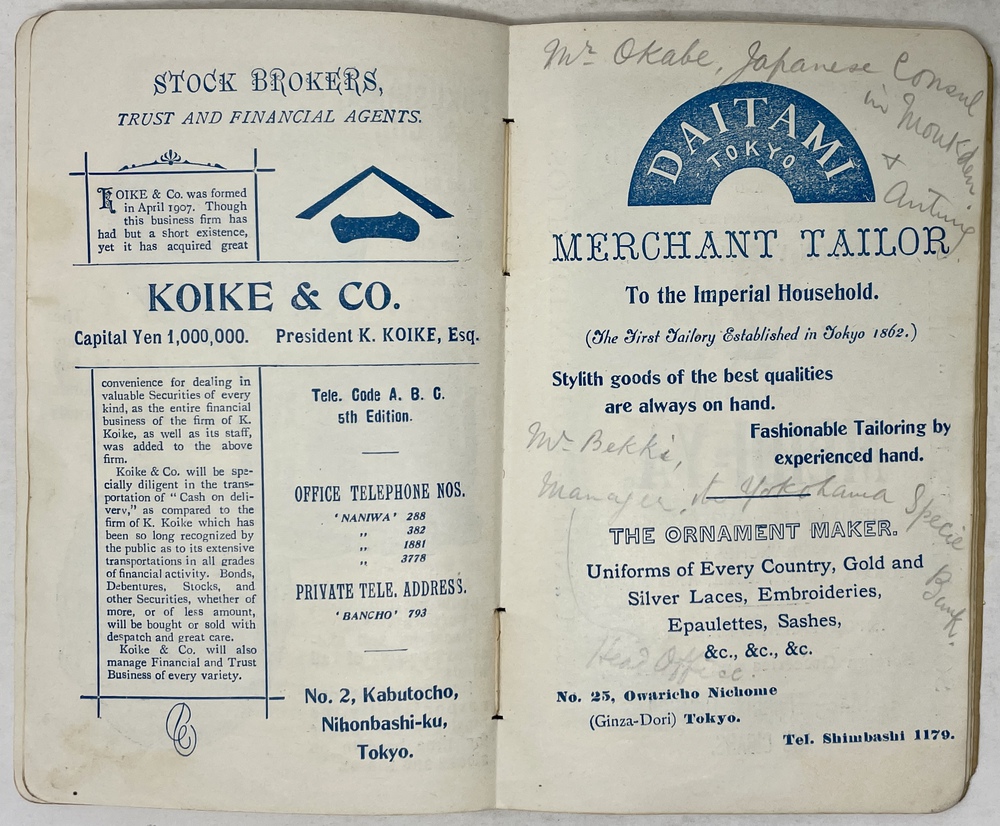 STOCK BROKERS,
TRUST AND FINANCIAL AGENTS.
KOIKE & Co. was formed
in April 1907. Though
this business firm has
had but a short existence,
yet it has acquired great
KOIKE & CO.
Capital Yen 1,000,000. President K. KOIKE, Esq.
convenience for dealing in
valuable Securities of every
kind, as the entire financial
business of the firm of K.
Koike, as well as its staff,
was added to the above
firm.
Koike & Co. will be spe-
cially diligent in the trans-
portation of "Cash on deli-
very," as compared to the
firm of K. Koike which has
been so long recognized by
the public as to its extensive
transportations in all grades
of financial activity. Bonds,
Debentures, Stocks, and
other Securities, whether of
more, or of less amount,
will be bought or sold with
despatch and great care.
Koike & Co. will also
manage Financial and Trust
Business of every variety.
Tele. Code A. B. C.
5th Edition.
OFFICE TELEPHONE NOS.
'NANIWA' 288
„ 382
„ 1881
„ 3778
PRIVATE TELE. ADDRESS.
'BANCHO' 793
No. 2, Kabutocho,
Nihonbashi-ku,
Tokyo.
Mr Okabe, Japanese Consul
in Moukden
& Antung
DAITAMI
TOKYO
MERCHANT TAILOR
To the Imperial Household.
(The First Tailory Established in Tokyo 1862.)
Stylith goods of the best qualities
are always on hand.
Fashionable Tailoring by
experienced hand.
Mr Bekki,
Manager, Yokohama Specie Bank.
THE ORNAMENT MAKER.
Uniforms of Every Country, Gold and
Silver Laces, Embroideries,
Epaulettes, Sashes,
&c., &c., &c.
Head Office.
No. 25, Owaricho Nichome
(Ginza-Dori) Tokyo.
Tel. Shimbashi 1179.